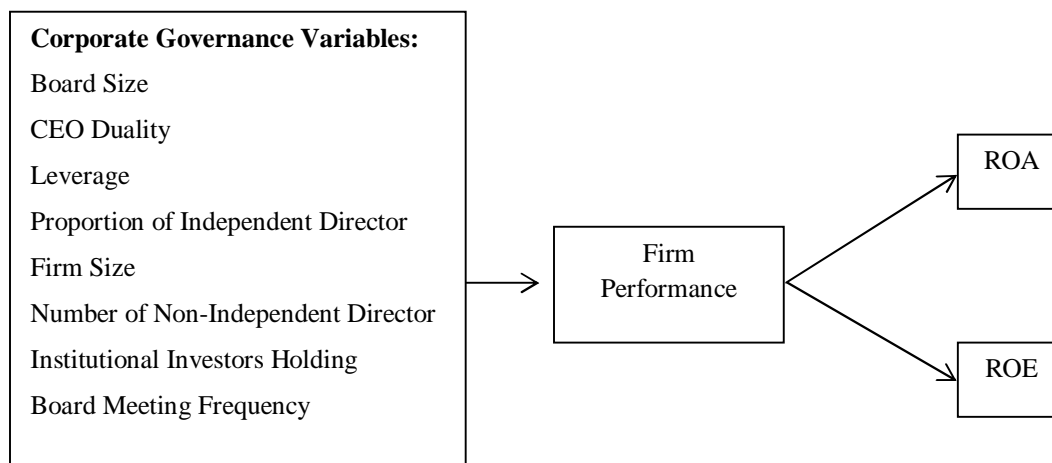 Corporate Governance Variables:
Board Size
CEO Duality
Leverage
Proportion of Independent Director
Firm Size
Number of Non-Independent Director
Institutional Investors Holding
Board Meeting Frequency
Firm
Performance
ROA
ROE